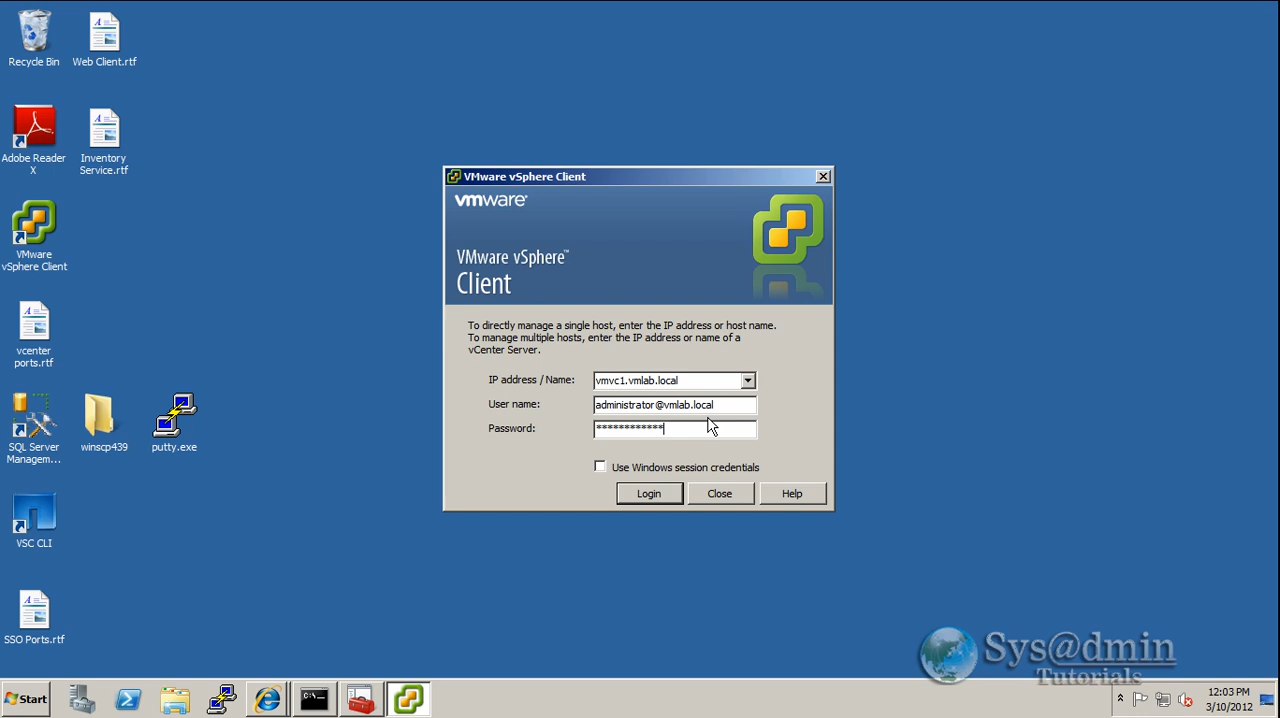 Recycle Bin
Web Client.rtf
Adobe Reader
X
Inventory
Service.rtf
VMware
vSphere Client
vcenter
ports.rtf
SQL Server
Managem...
winscp439
putty.exe
VSC CLI
SSO Ports.rtf
VMware vSphere Client
vmware®
VMware vSphere™
Client
To directly manage a single host, enter the IP address or host name.
To manage multiple hosts, enter the IP address or name of a
vCenter Server.
IP address / Name:
vmvc1.vmlab.local
User name:
administrator@vmlab.local
Password:
************
Use Windows session credentials
Login
Close
Help
Sys@dmin
Tutorials
Start
12:03 PM
3/10/2012